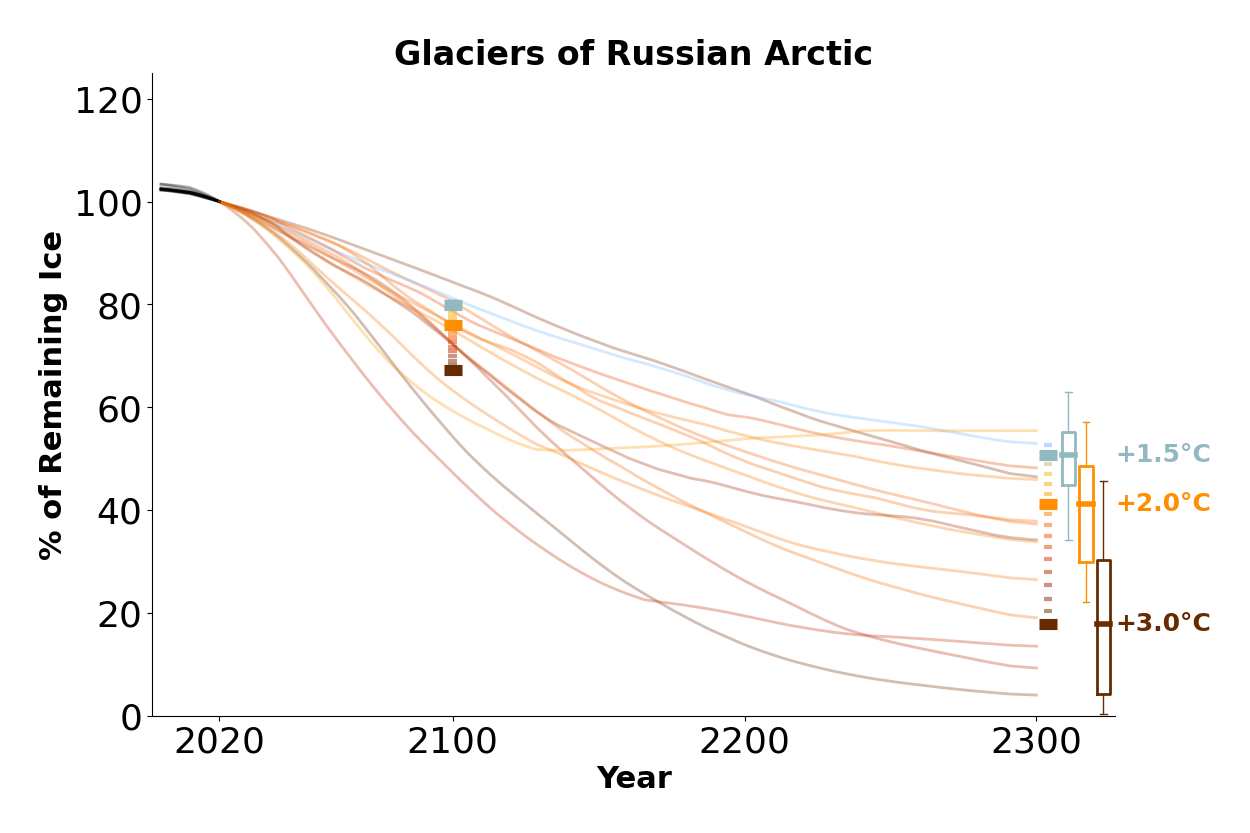 Glaciers of Russian Arctic
% of Remaining Ice
120
100
80
60
40
20
0
+1.5°C
+2.0°C
+3.0°C
2020 2100 2200 2300
Year